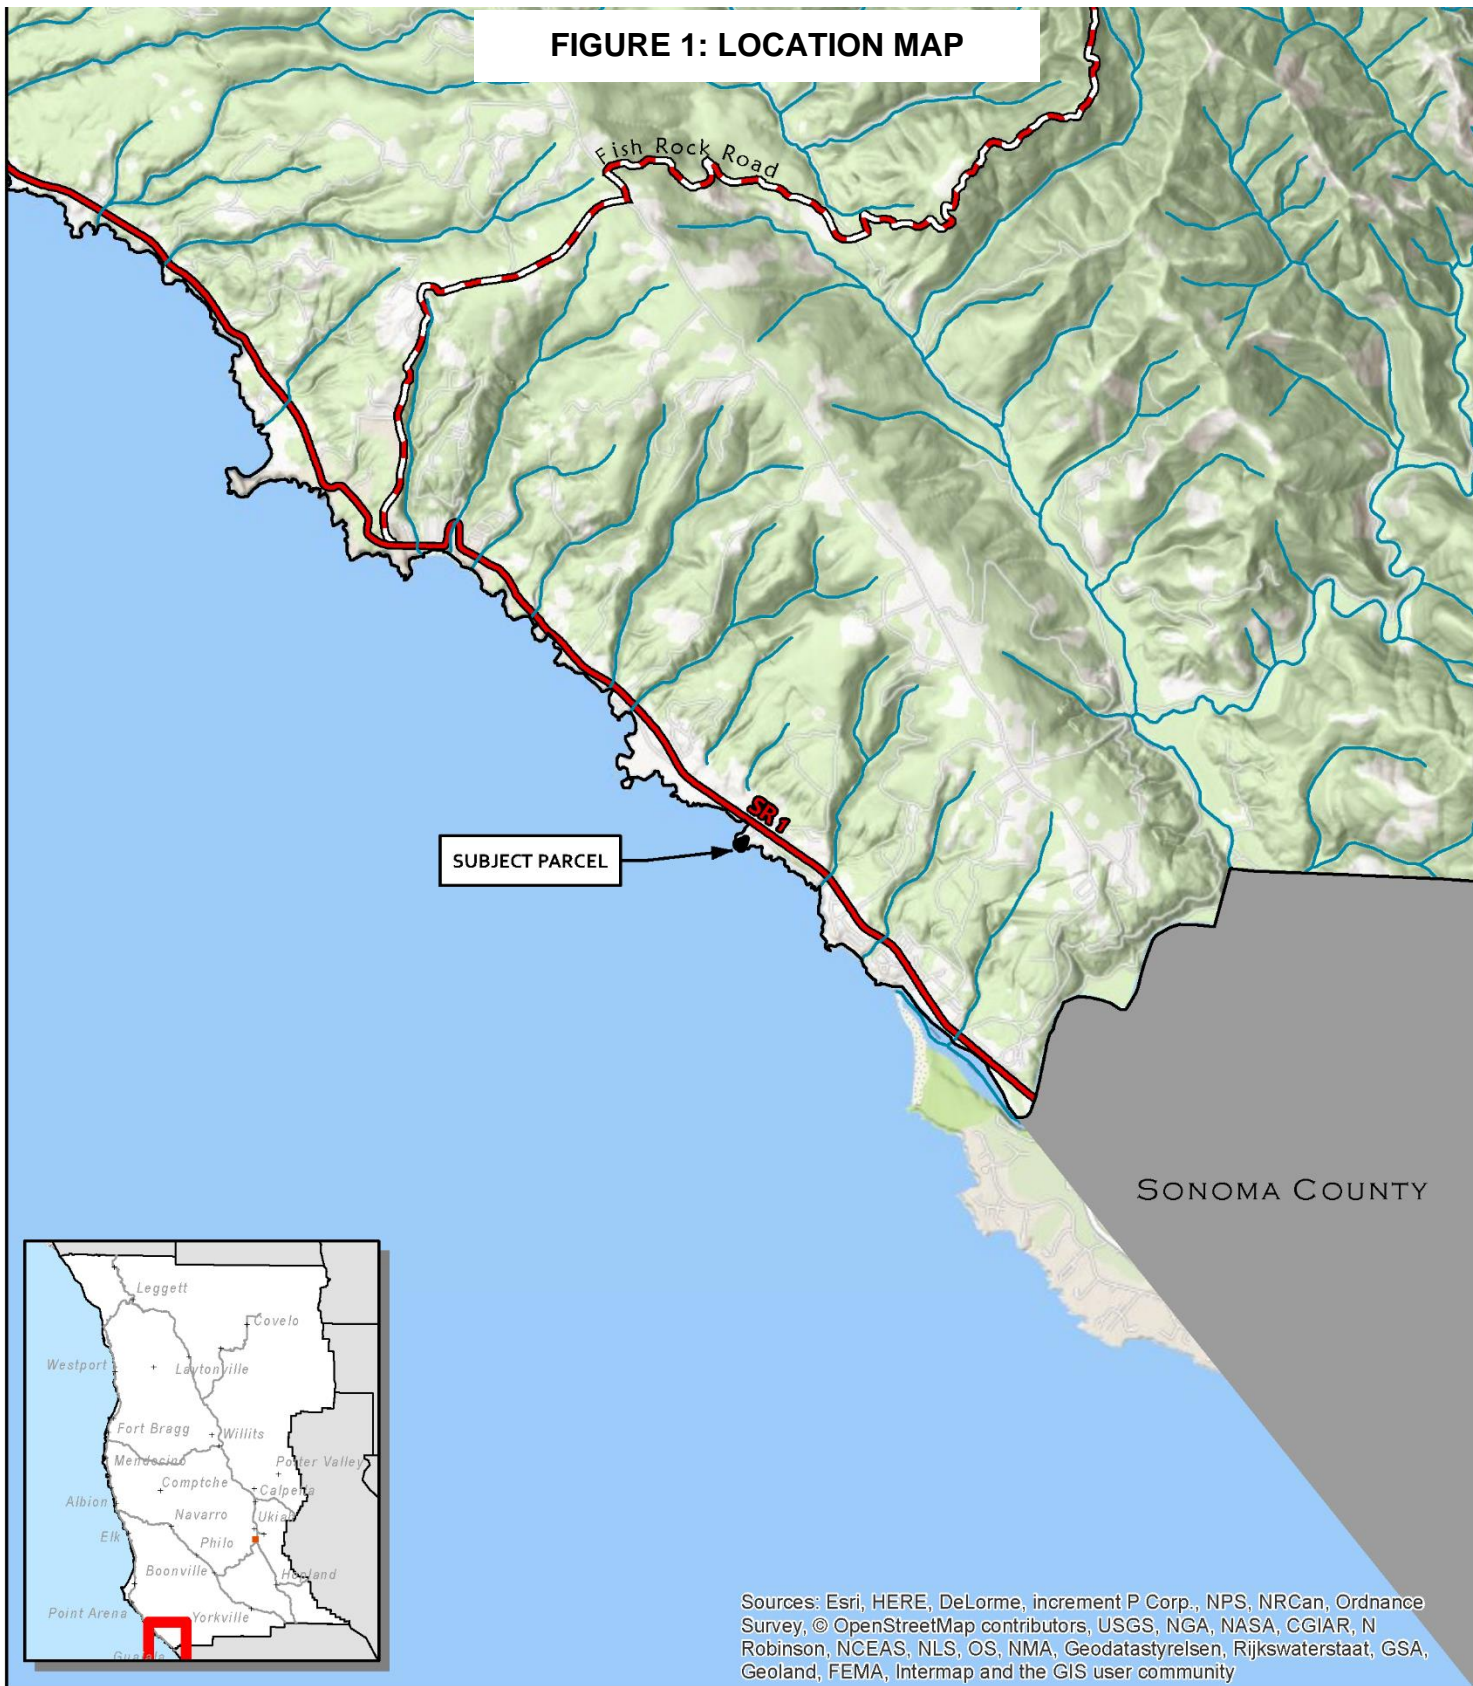 FIGURE 1: LOCATION MAP
Fish Rock Road
SR 1
SUBJECT PARCEL
SONOMA COUNTY
Leggett
Covelo
Westport
Laytonville
Fort Bragg
Willits
Mendocino
Potter Valley
Comptche
Calpella
Albion
Navarro
Ukiah
Elk
Philo
Boonville
Hopland
Point Arena
Yorkville
Gualala
Sources: Esri, HERE, DeLorme, increment P Corp., NPS, NRCan, Ordnance
Survey, © OpenStreetMap contributors, USGS, NGA, NASA, CGIAR, N
Robinson, NCEAS, NLS, OS, NMA, Geodatastyrelsen, Rijkswaterstaat, GSA,
Geoland, FEMA, Intermap and the GIS user community